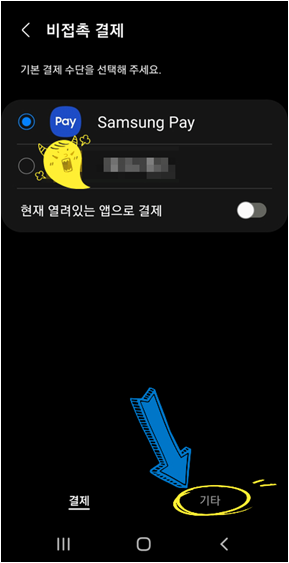 비접촉 결제
기본 결제 수단을 선택해 주세요.
Pay Samsung Pay
현재 열려있는 앱으로 결제
결제 기타